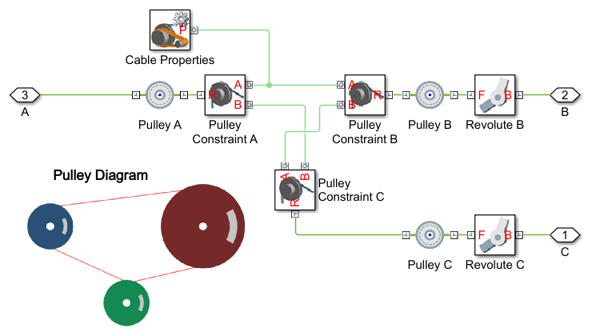 P
Cable Properties
3
A
Pulley A
R
A
B
Pulley
Constraint A
A
B
R
Pulley
Constraint B
Pulley B
F
B
Revolute B
2
B
A
B
R
Pulley
Constraint C
Pulley Diagram
Pulley C
F
B
Revolute C
1
C